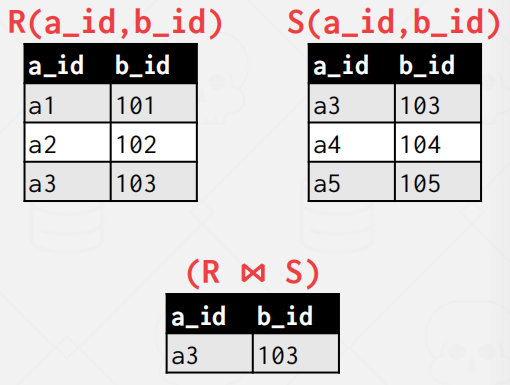 R(a_id,b_id) S(a_id,b_id)
a_id b_id a_id b_id
a1 101 a3 103
a2 102 a4 104
a3 103 a5 105
(R ⋈ S)
a_id b_id
a3 103